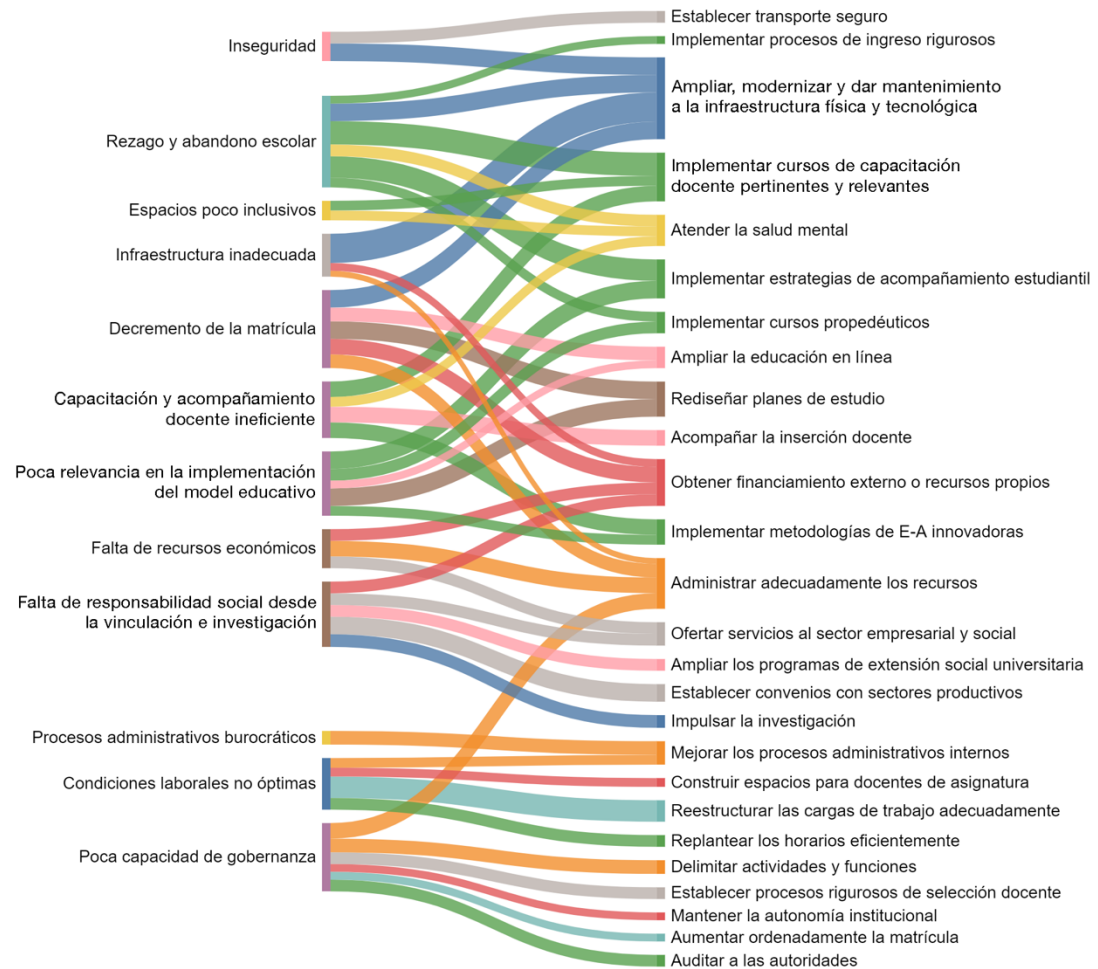 Inseguridad
Rezago y abandono escolar
Espacios poco inclusivos
Infraestructura inadecuada
Decremento de la matrícula
Capacitación y acompañamiento
docente ineficiente
Poca relevancia en la implementación
del model educativo
Falta de recursos económicos
Falta de responsabilidad social desde
la vinculación e investigación
Procesos administrativos burocráticos
Condiciones laborales no óptimas
Poca capacidad de gobernanza
Establecer transporte seguro
Implementar procesos de ingreso rigurosos
Ampliar, modernizar y dar mantenimiento
a la infraestructura física y tecnológica
Implementar cursos de capacitación
docente pertinentes y relevantes
Atender la salud mental
Implementar estrategias de acompañamiento estudiantil
Implementar cursos propedéuticos
Ampliar la educación en línea
Rediseñar planes de estudio
Acompañar la inserción docente
Obtener financiamiento externo o recursos propios
Implementar metodologías de E-A innovadoras
Administrar adecuadamente los recursos
Ofertar servicios al sector empresarial y social
Ampliar los programas de extensión social universitaria
Establecer convenios con sectores productivos
Impulsar la investigación
Mejorar los procesos administrativos internos
Construir espacios para docentes de asignatura
Reestructurar las cargas de trabajo adecuadamente
Replantear los horarios eficientemente
Delimitar actividades y funciones
Establecer procesos rigurosos de selección docente
Mantener la autonomía institucional
Aumentar ordenadamente la matrícula
Auditar a las autoridades